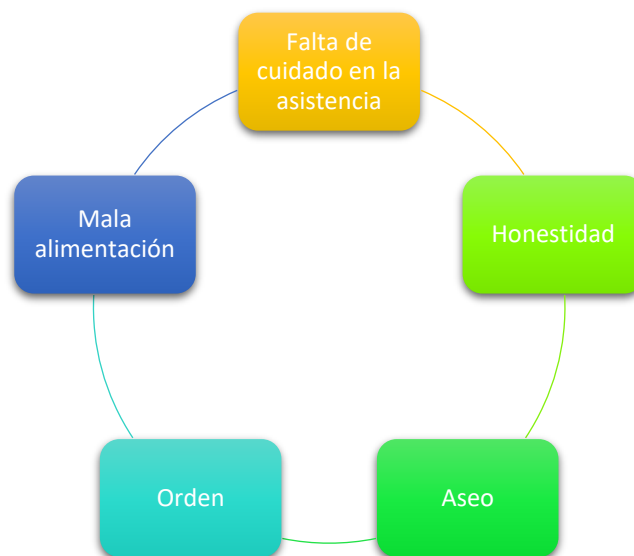 Falta de
cuidado en la
asistencia
Mala
alimentación
Honestidad
Orden
Aseo